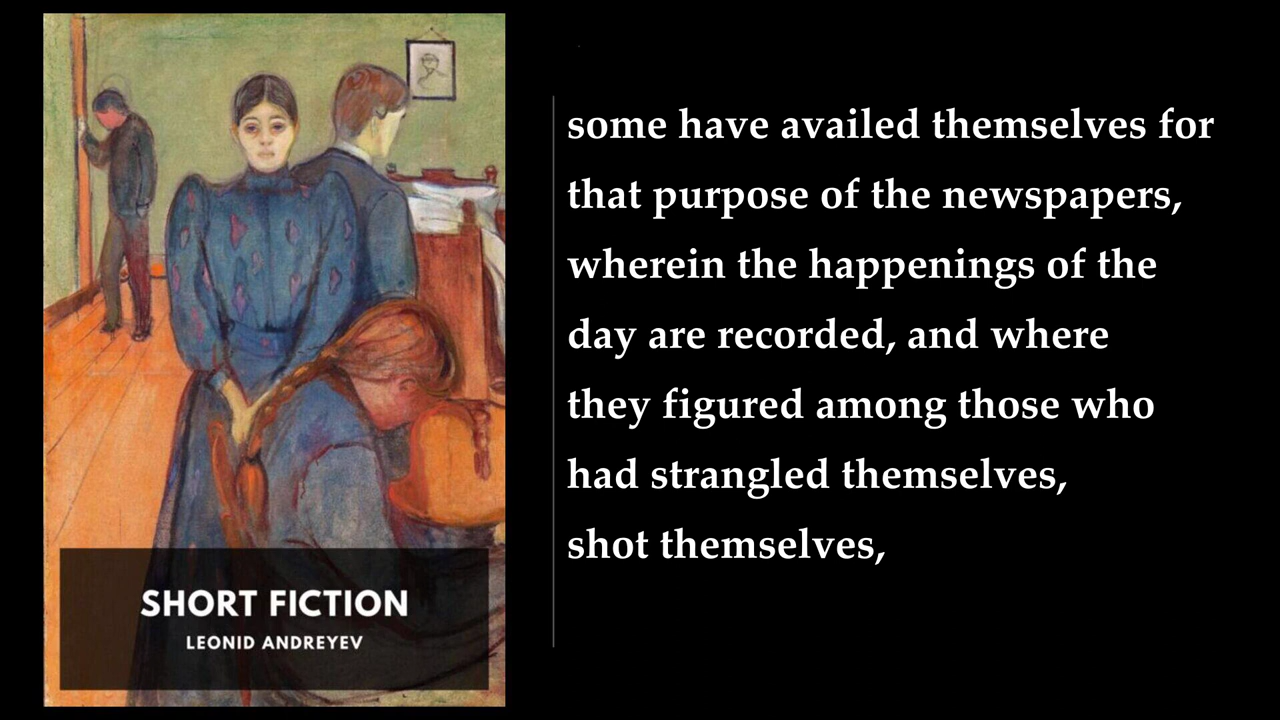 SHORT FICTION
LEONID ANDREYEV
some have availed themselves for
that purpose of the newspapers,
wherein the happenings of the
day are recorded, and where
they figured among those who
had strangled themselves,
shot themselves,